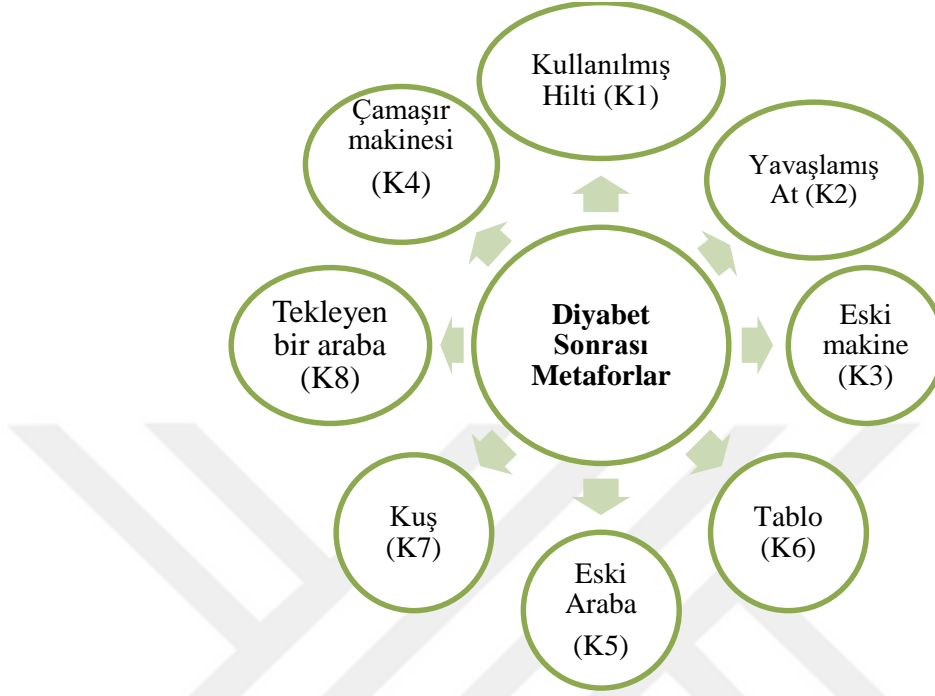 Kullanılmış
Hilti (K1)
Çamaşır
makinesi
(K4)
Yavaşlamış
At (K2)
Tekleyen
bir araba
(K8)
Diyabet
Sonrası
Metaforlar
Eski
makine
(K3)
Kuş
(K7)
Tablo
(K6)
Eski
Araba
(K5)